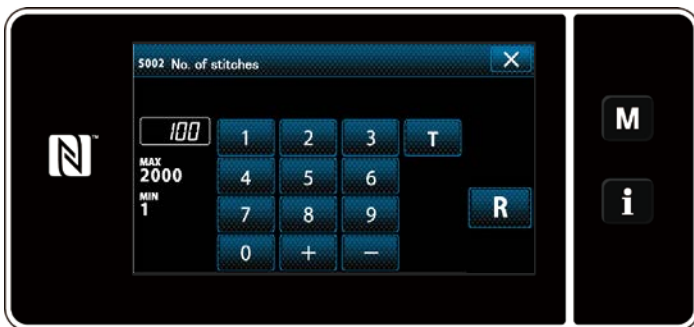 S002 No. of stitches
100
1 2 3 T
MAX
2000
4 5 6
MIN
1
7 8 9
R
0 + −
N™
M
i